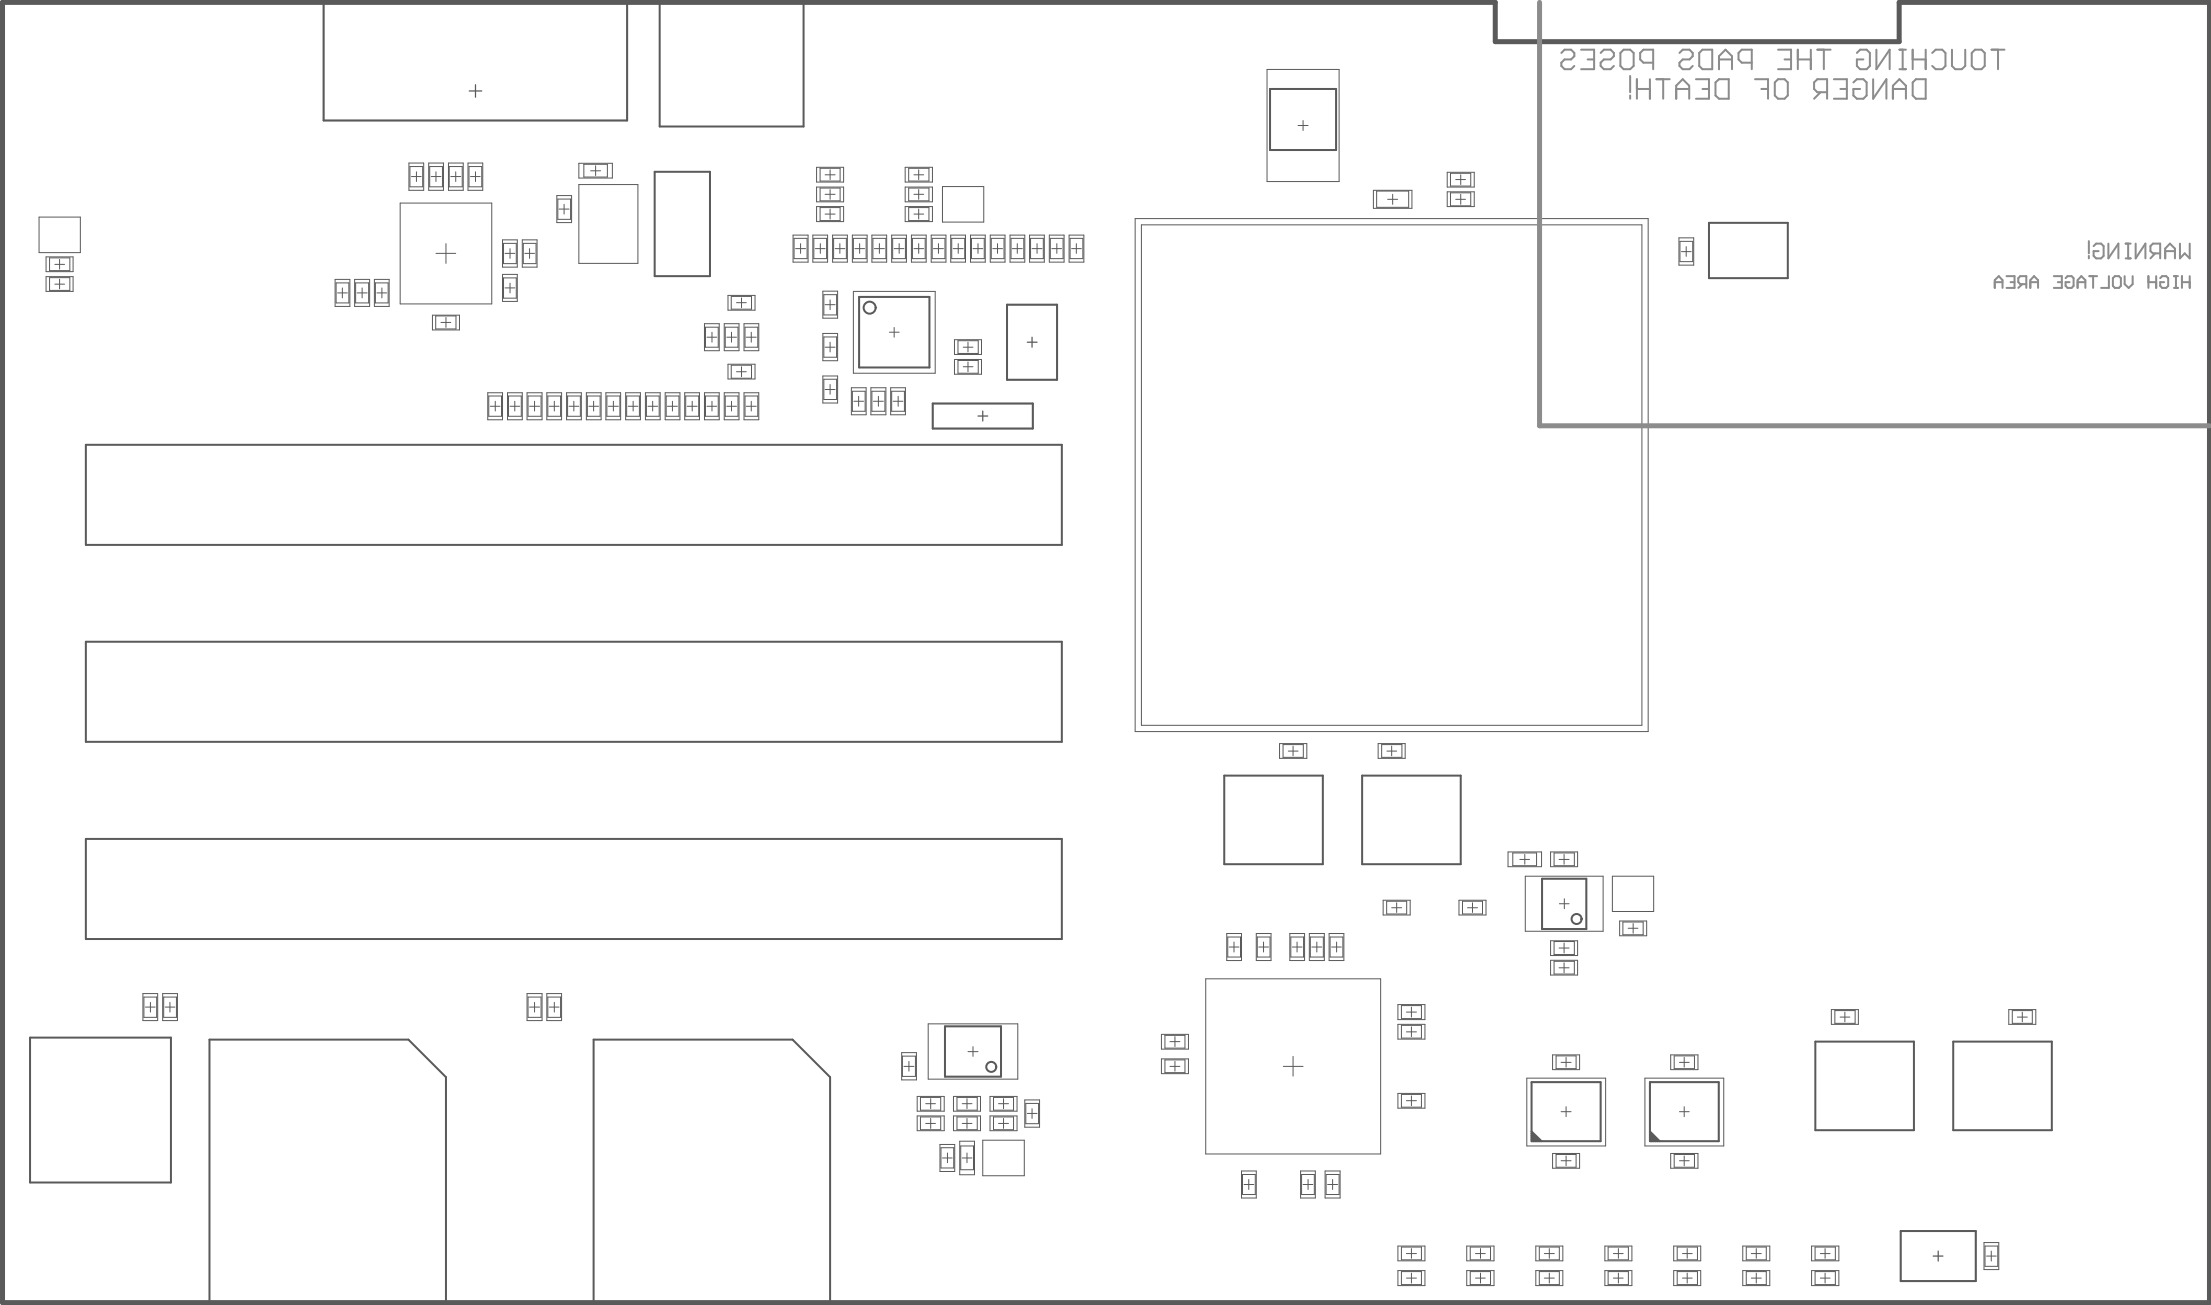 TOUCHING THE PADS POSES
DANGER OF DEATH!
WARNING!
HIGH VOLTAGE AREA